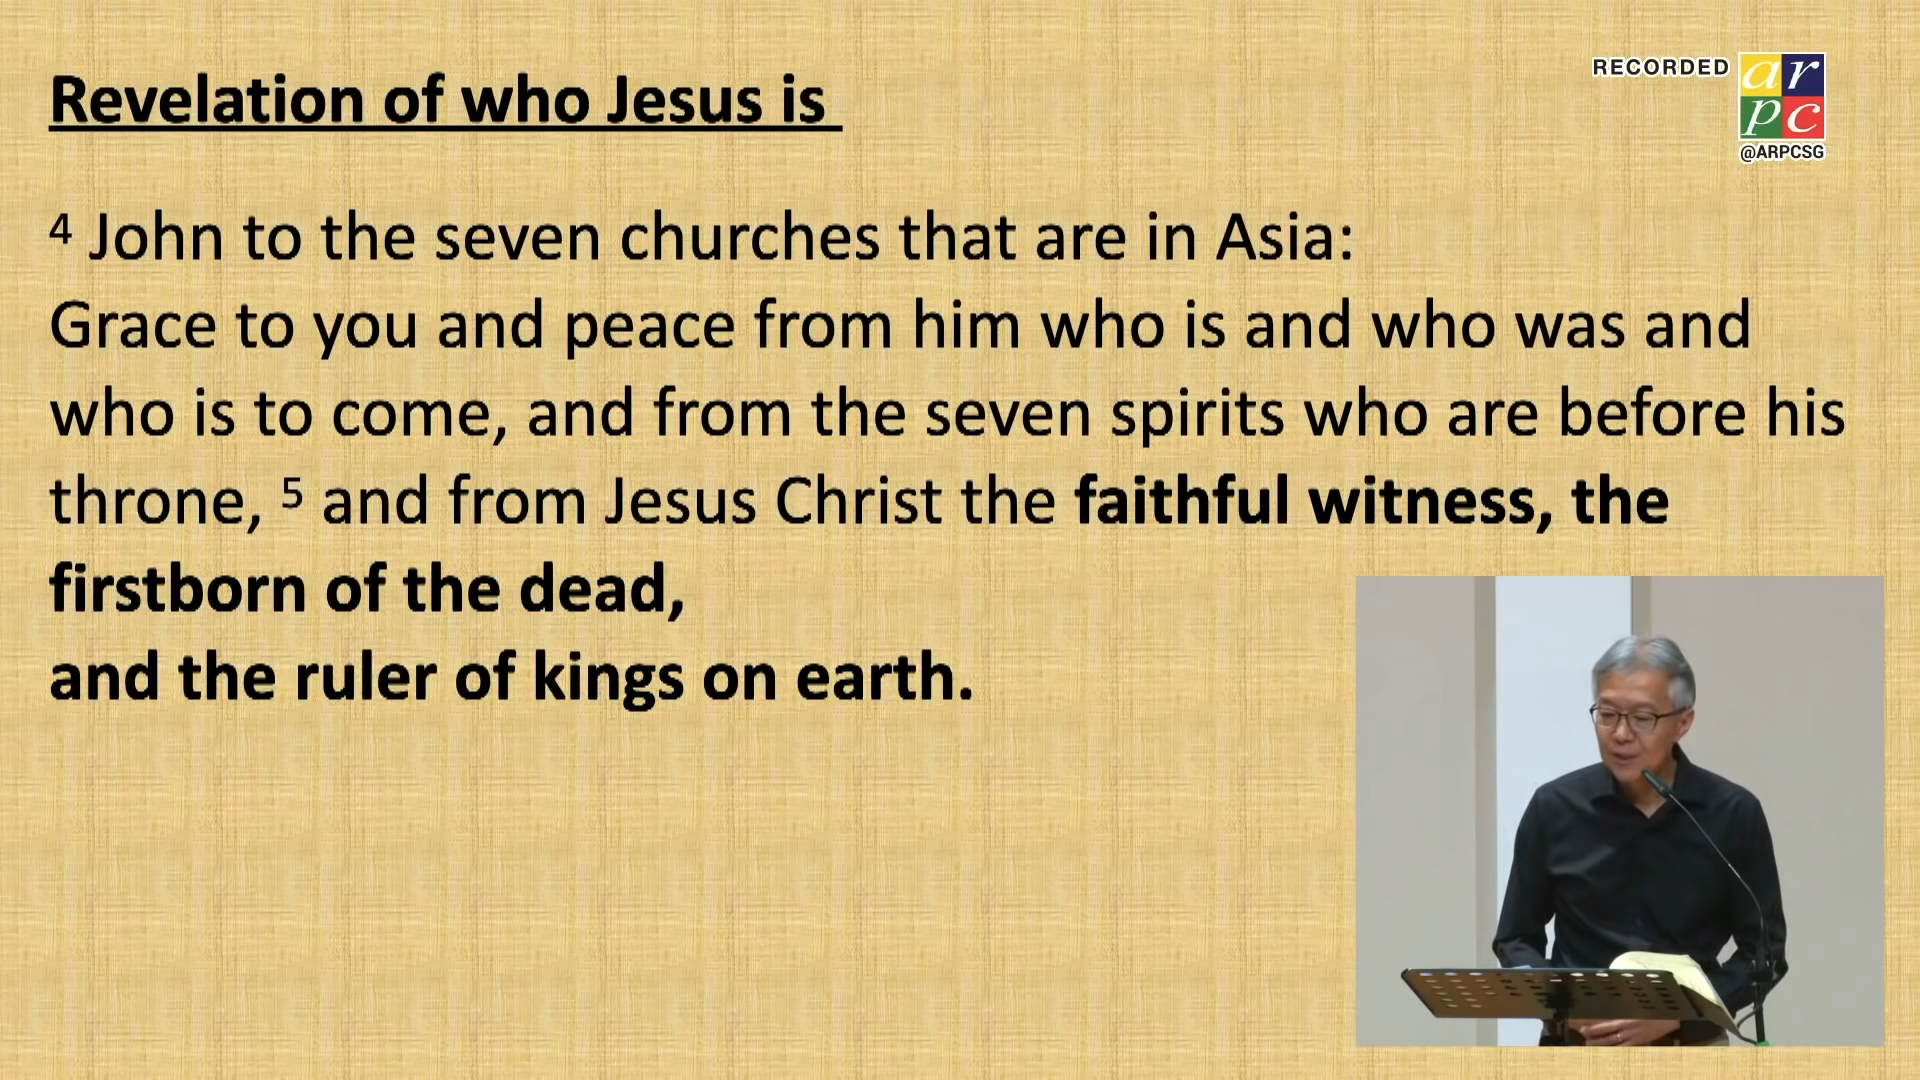 Revelation of who Jesus is
RECORDED
ar
pc
@ARPCSG
4 John to the seven churches that are in Asia:
Grace to you and peace from him who is and who was and
who is to come, and from the seven spirits who are before his
throne, 5 and from Jesus Christ the faithful witness, the
firstborn of the dead,
and the ruler of kings on earth.